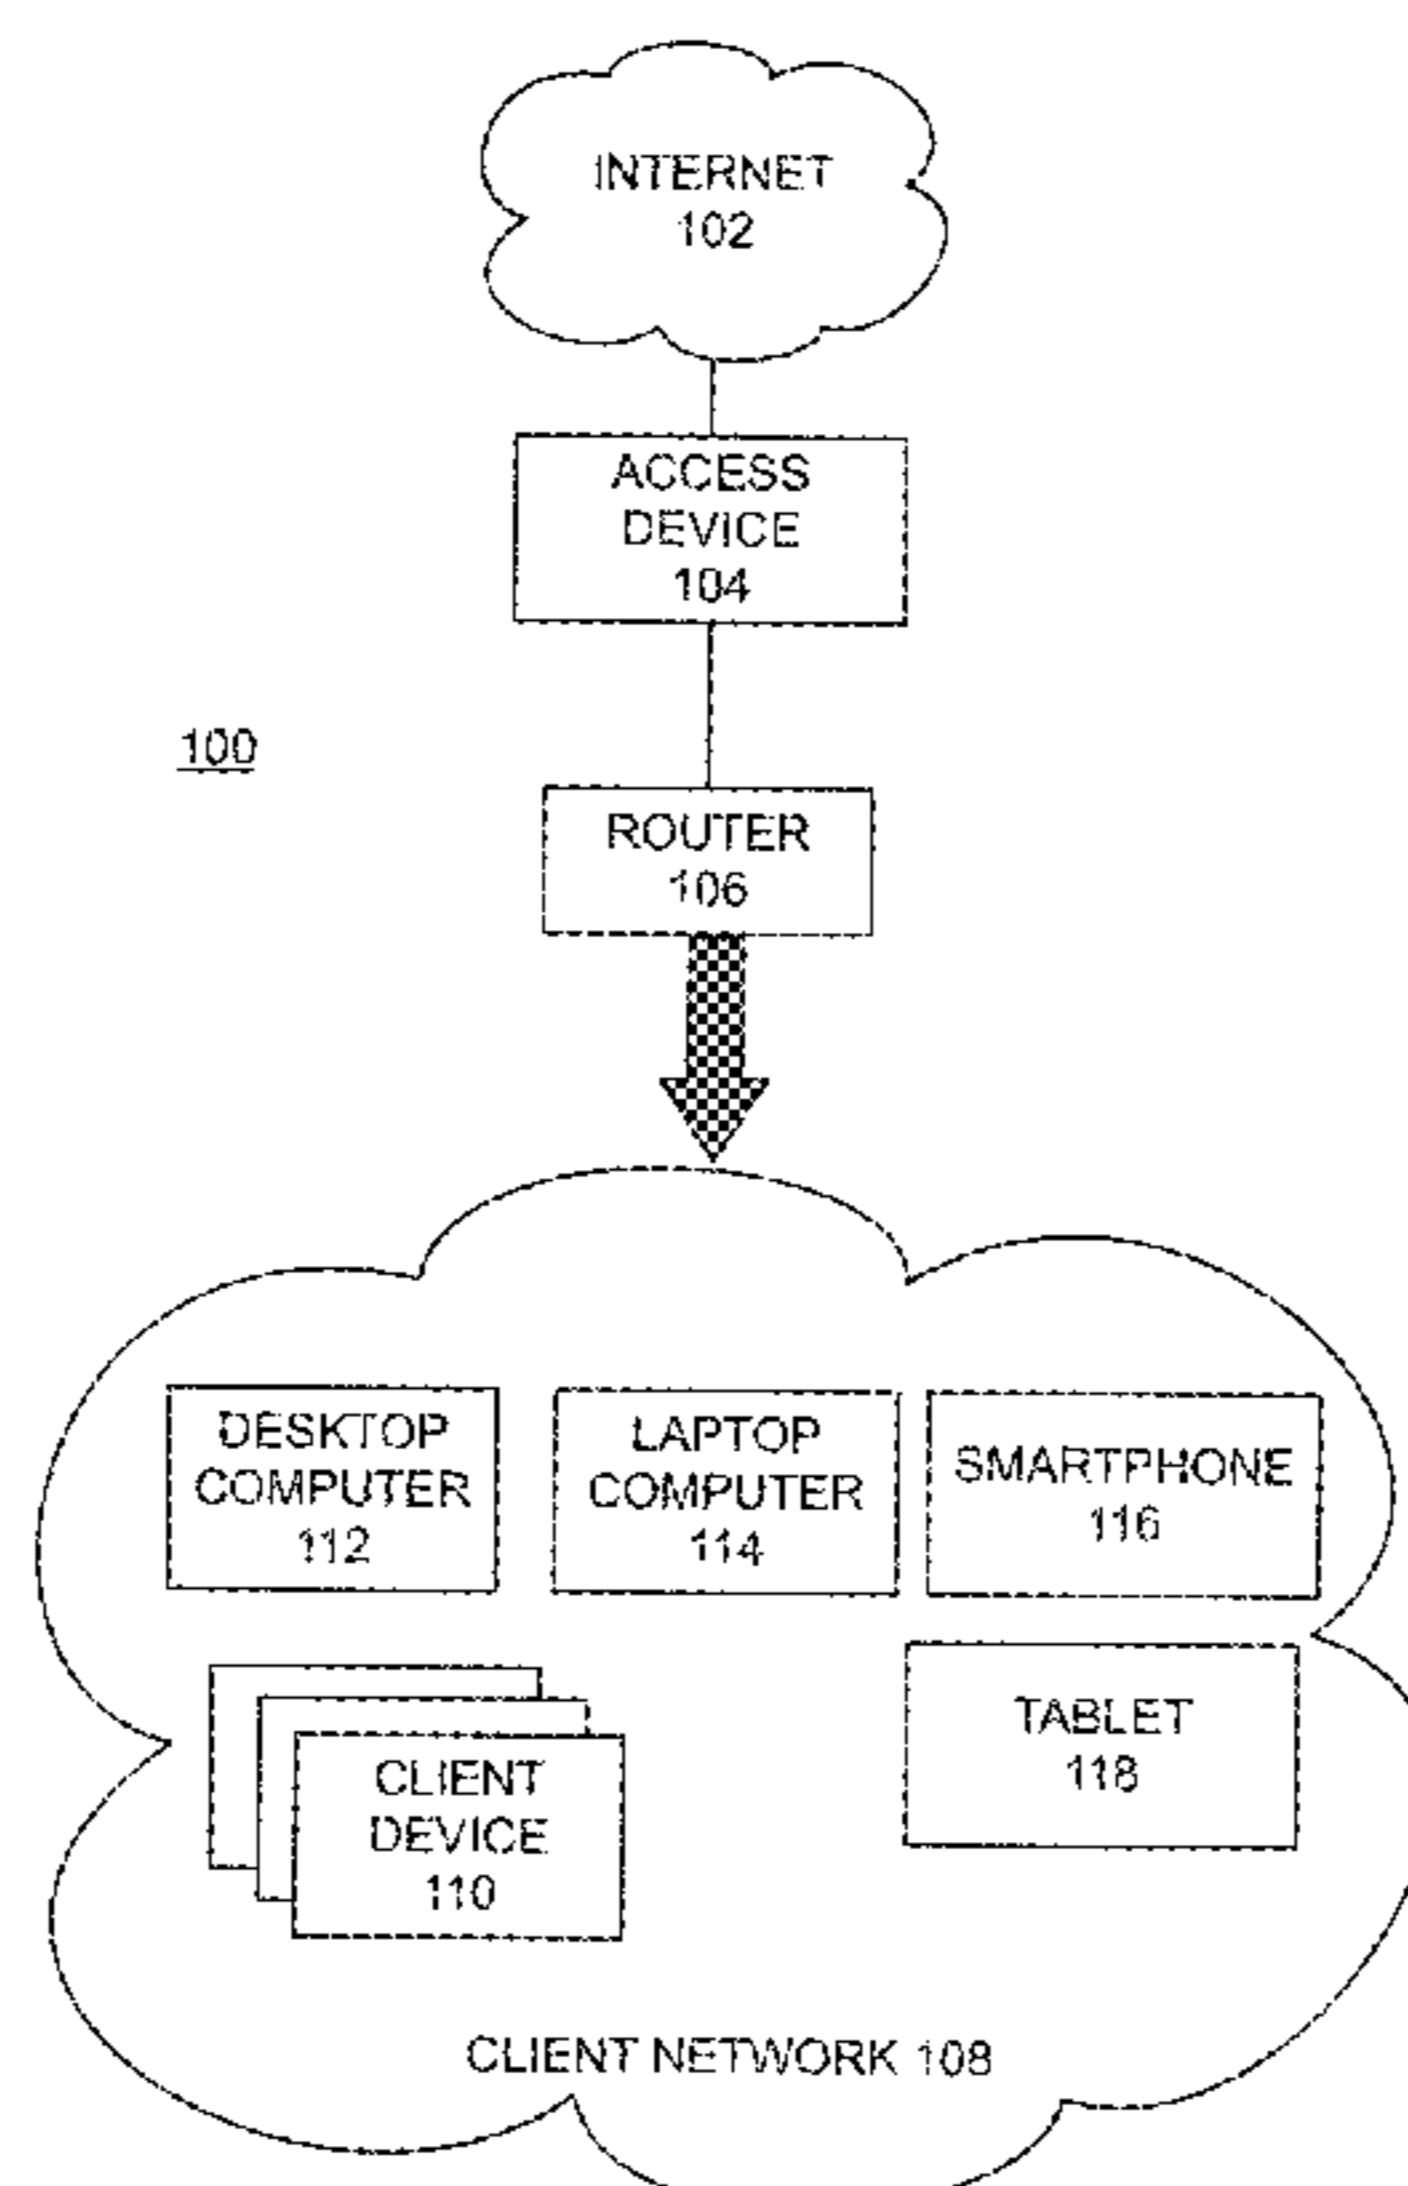 INTERNET
102
ACCESS
DEVICE
104
100
ROUTER
106
DESKTOP
COMPUTER
112
LAPTOP
COMPUTER
114
SMARTPHONE
116
CLIENT
DEVICE
110
TABLET
118
CLIENT NETWORK 108